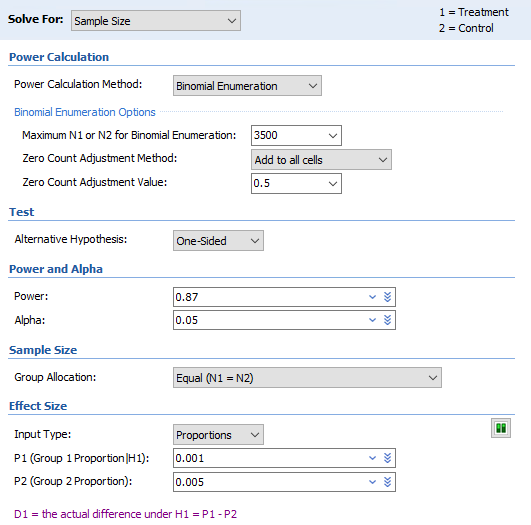 Solve For: Sample Size
1 = Treatment
2 = Control
Power Calculation
Power Calculation Method: Binomial Enumeration
Binomial Enumeration Options
Maximum N1 or N2 for Binomial Enumeration: 3500
Zero Count Adjustment Method: Add to all cells
Zero Count Adjustment Value: 0.5
Test
Alternative Hypothesis: One-Sided
Power and Alpha
Power: 0.87
Alpha: 0.05
Sample Size
Group Allocation: Equal (N1 = N2)
Effect Size
Input Type: Proportions
P1 (Group 1 Proportion|H1): 0.001
P2 (Group 2 Proportion): 0.005
D1 = the actual difference under H1 = P1 - P2